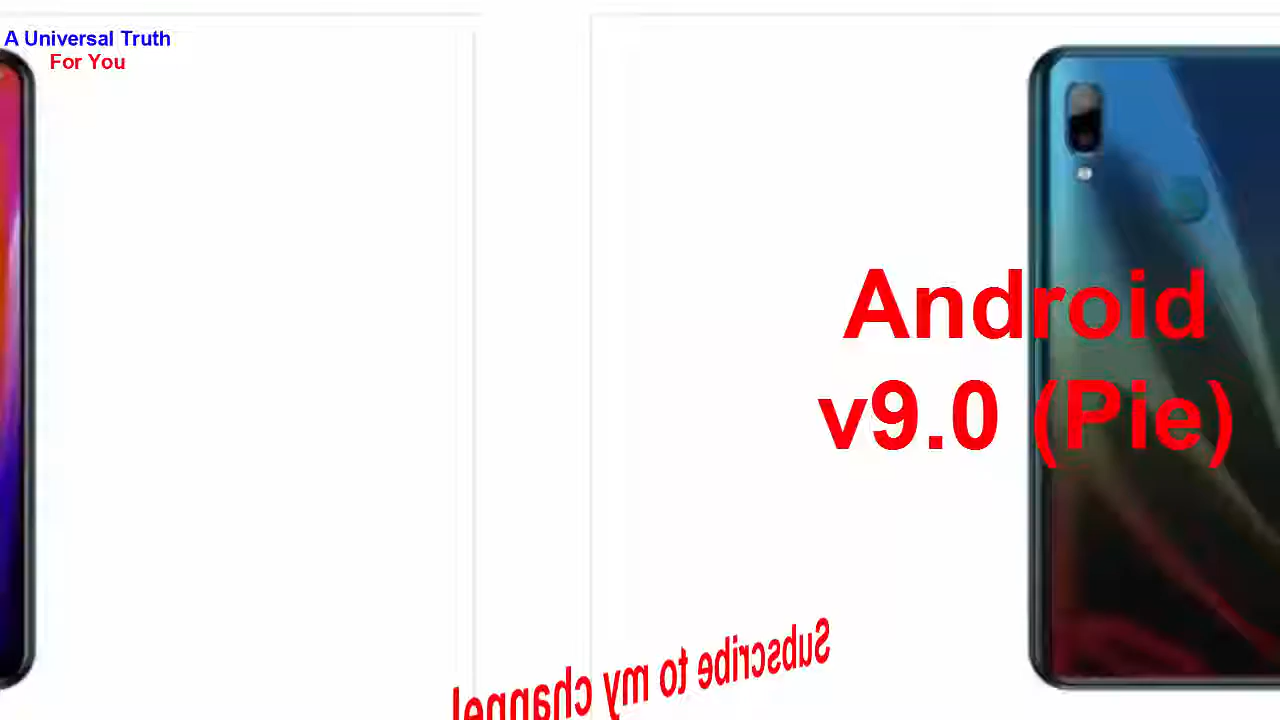 A Universal Truth
For You
Android
v9.0 (Pie)
Subscribe to my channel